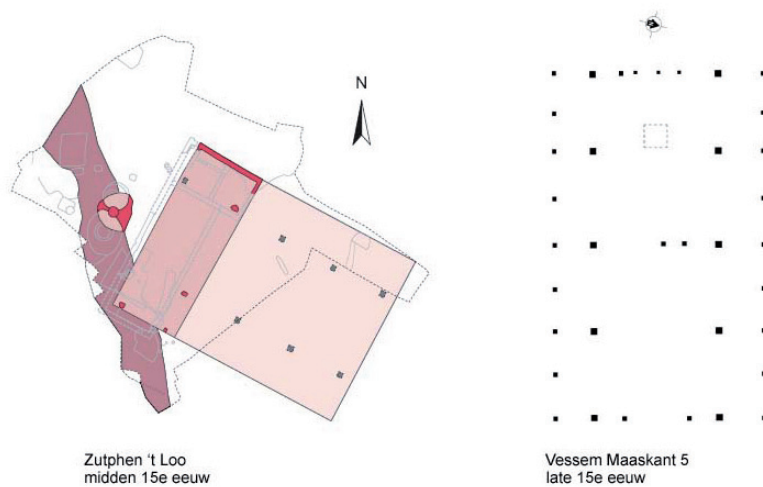 N
Zutphen ‘t Loo
midden 15e eeuw
Vessem Maaskant 5
late 15e eeuw